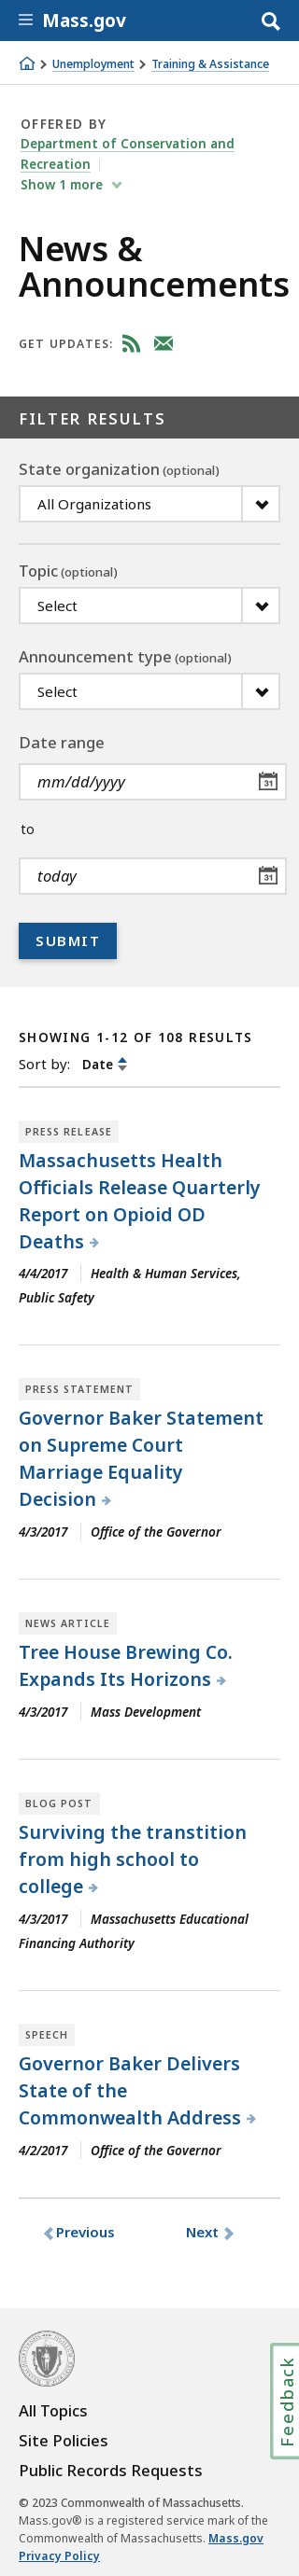 Mass.gov
Unemployment Training & Assistance
OFFERED BY
Department of Conservation and
Recreation
Show 1 more
News &
Announcements
GET UPDATES:
FILTER RESULTS
State organization (optional)
All Organizations
Topic (optional)
Select
Announcement type (optional)
Select
Date range
mm/dd/yyyy
31
to
today
31
SUBMIT
SHOWING 1-12 OF 108 RESULTS
Sort by: Date
PRESS RELEASE
Massachusetts Health
Officials Release Quarterly
Report on Opioid OD
Deaths
4/4/2017 Health & Human Services,
Public Safety
PRESS STATEMENT
Governor Baker Statement
on Supreme Court
Marriage Equality
Decision
4/3/2017 Office of the Governor
NEWS ARTICLE
Tree House Brewing Co.
Expands Its Horizons
4/3/2017 Mass Development
BLOG POST
Surviving the transtition
from high school to
college
4/3/2017 Massachusetts Educational
Financing Authority
SPEECH
Governor Baker Delivers
State of the
Commonwealth Address
4/2/2017 Office of the Governor
Previous Next
Feedback
All Topics
Site Policies
Public Records Requests
© 2023 Commonwealth of Massachusetts.
Mass.gov® is a registered service mark of the
Commonwealth of Massachusetts. Mass.gov
Privacy Policy